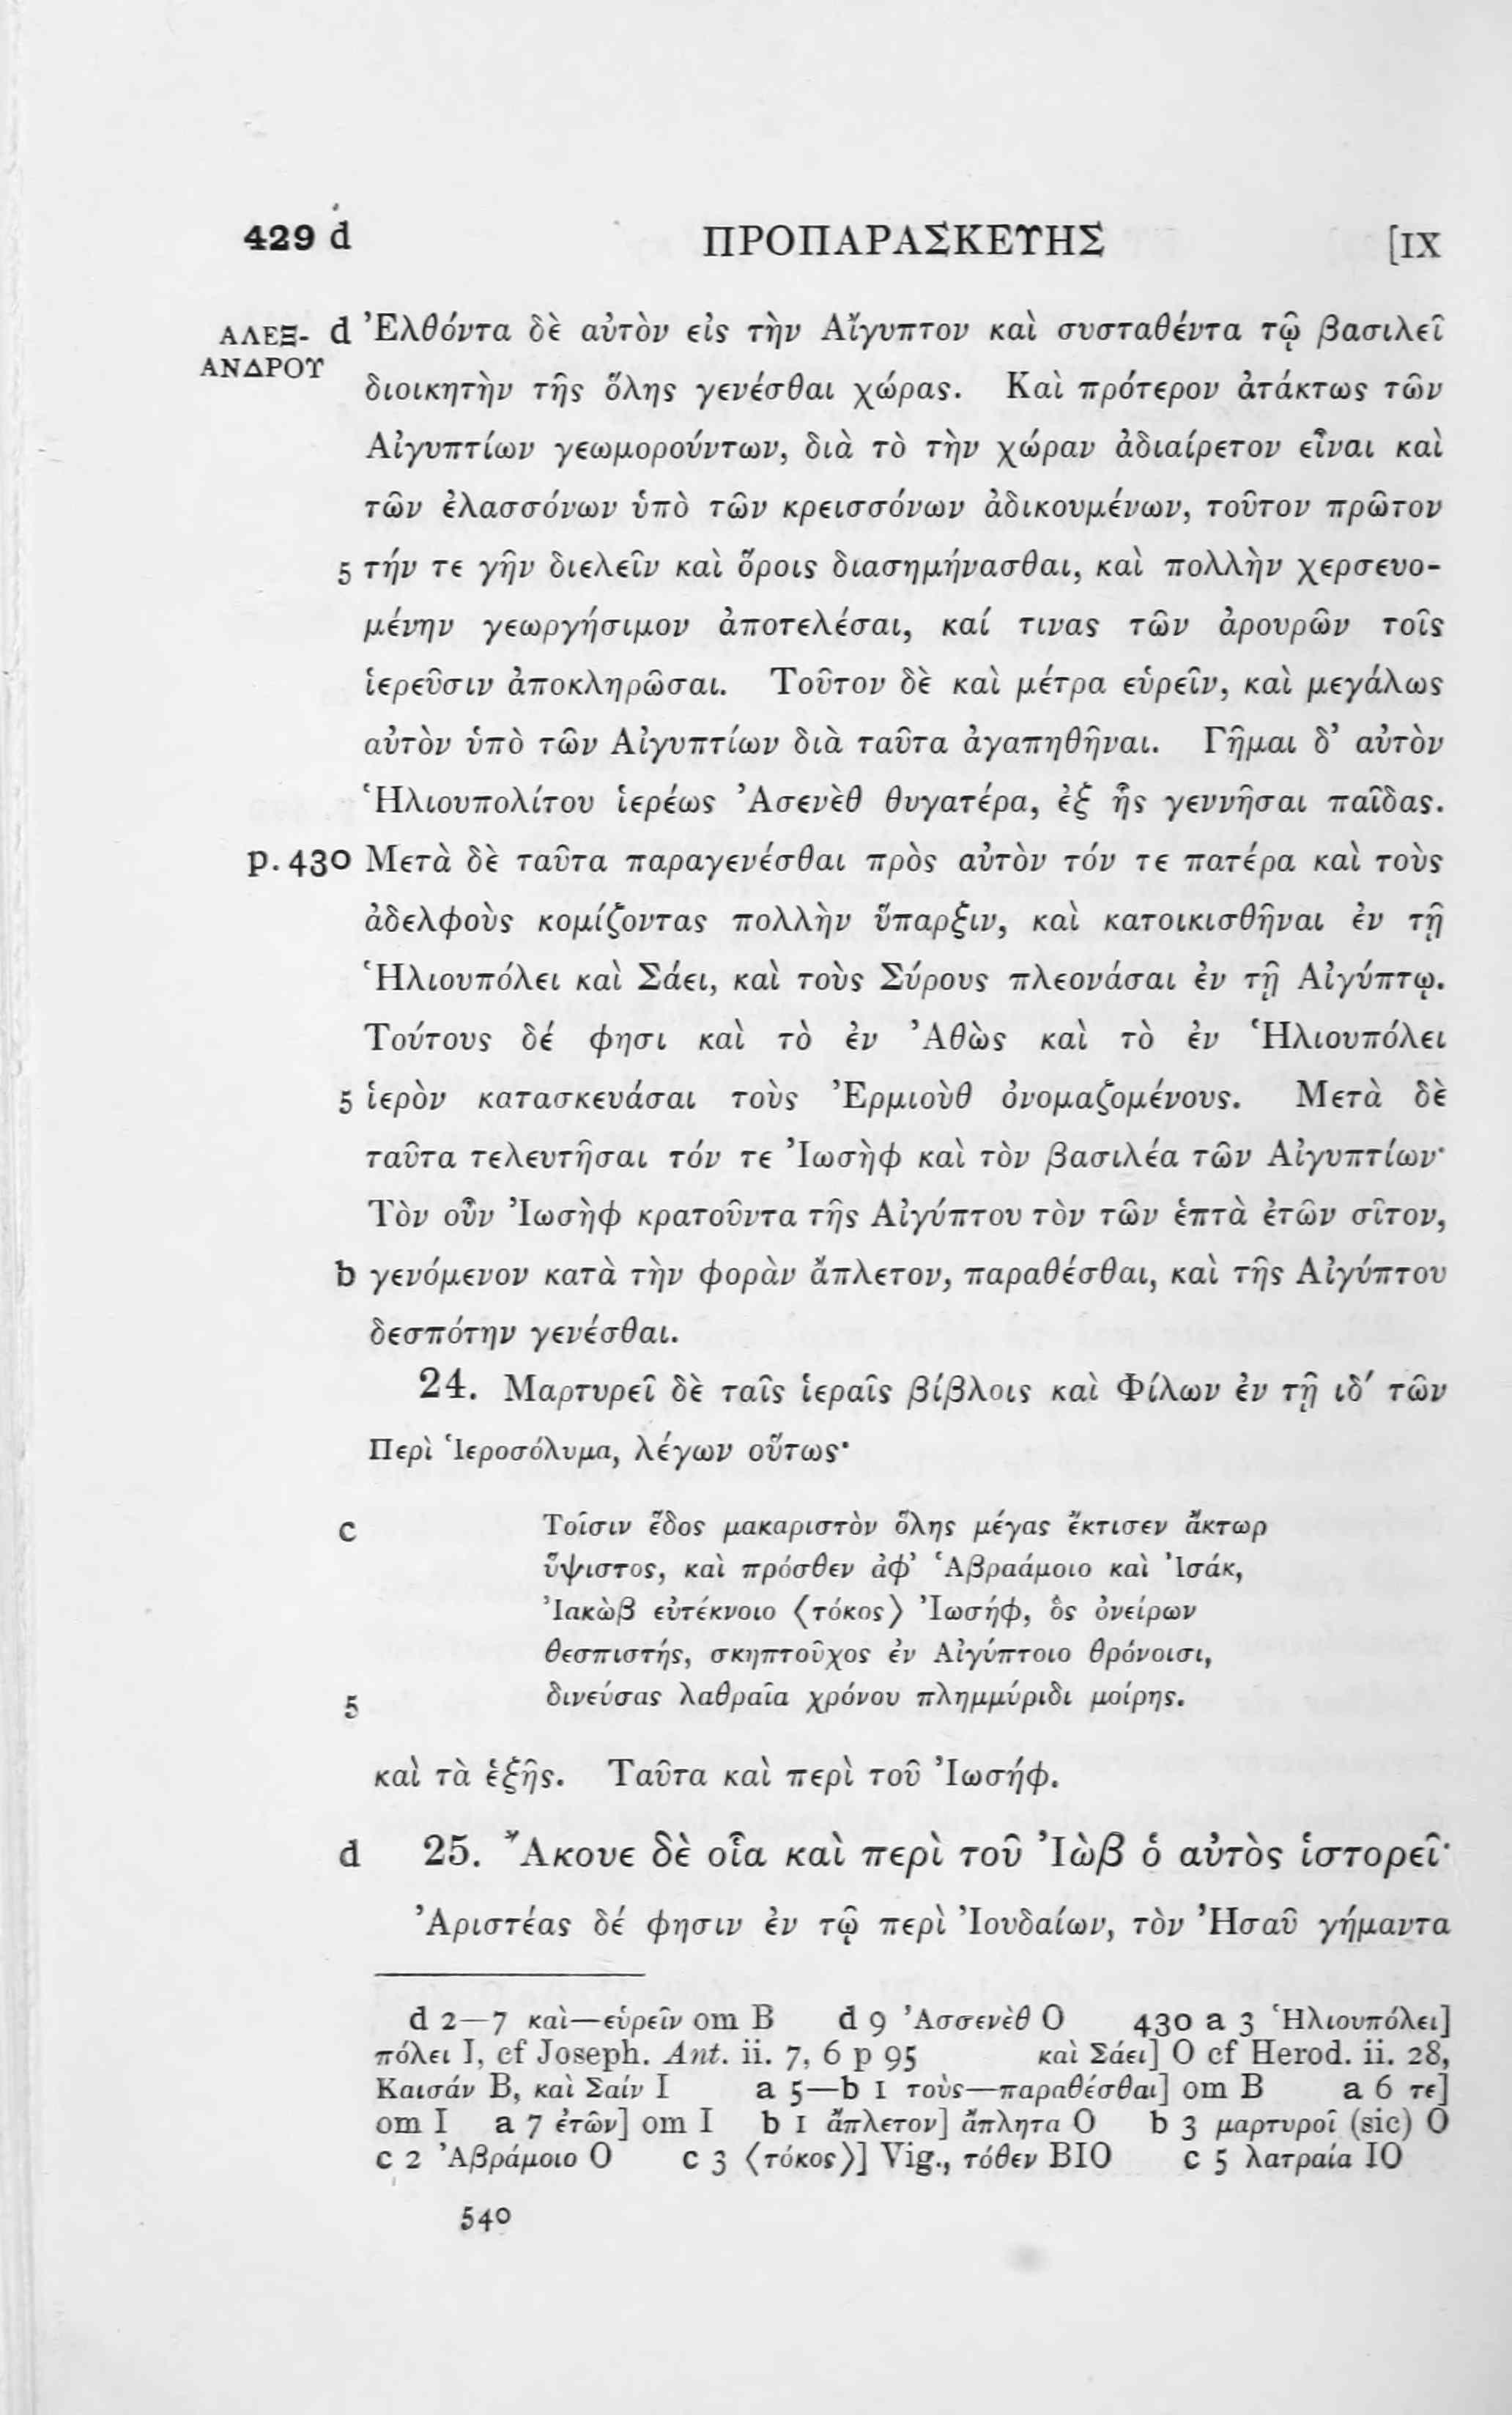 429 d ΠΡΟΠΑΡΑΣΚΕΥΗΣ [IX
ΑΛΕΞ- d Ἐλθόντα δὲ αὐτὸν εἰς τὴν Αἴγυπτον καὶ συσταθέντα τῷ βασιλεῖ
ΑΝΔΡΟΥ
διοικητὴν τῆς ὅλης γενέσθαι χώρας. Καὶ πρότερον ἀτάκτως τῶν
Αἰγυπτίων γεωμορούντων, διὰ τὸ τὴν χώραν ἀδιαίρετον εἶναι καὶ
τῶν ἐλασσόνων ὑπὸ τῶν κρεισσόνων ἀδικουμένων, τοῦτον πρῶτον
5 τήν τε γῆν διελεῖν καὶ ὅροις διασημήνασθαι, καὶ πολλὴν χερσευο-
μένην γεωργήσιμον ἀποτελέσαι, καί τινας τῶν ἀρουρῶν τοῖς
ἱερεῦσιν ἀποκληρῶσαι. Τοῦτον δὲ καὶ μέτρα εὑρεῖν, καὶ μεγάλως
αὐτὸν ὑπὸ τῶν Αἰγυπτίων διὰ ταῦτα ἀγαπηθῆναι. Γῆμαι δ’ αὐτὸν
Ἡλιουπολίτου ἱερέως Ἀσενὲθ θυγατέρα, ἐξ ἧς γεννῆσαι παῖδας.
p. 430 Μετὰ δὲ ταῦτα παραγενέσθαι πρὸς αὐτὸν τόν τε πατέρα καὶ τοὺς
ἀδελφοὺς κομίζοντας πολλὴν ὕπαρξιν, καὶ κατοικισθῆναι ἐν τῇ
Ἡλιουπόλει καὶ Σάει, καὶ τοὺς Σύρους πλεονάσαι ἐν τῇ Αἰγύπτῳ.
Τούτους δέ φησι καὶ τὸ ἐν Ἀθὼς καὶ τὸ ἐν Ἡλιουπόλει
5 ἱερὸν κατασκευάσαι τοὺς Ἑρμιοὺθ ὀνομαζομένους. Μετὰ δὲ
ταῦτα τελευτῆσαι τόν τε Ἰωσὴφ καὶ τὸν βασιλέα τῶν Αἰγυπτίων·
Τὸν οὖν Ἰωσὴφ κρατοῦντα τῆς Αἰγύπτου τὸν τῶν ἑπτὰ ἐτῶν σῖτον,
b γενόμενον κατὰ τὴν φορὰν ἄπλετον, παραθέσθαι, καὶ τῆς Αἰγύπτου
δεσπότην γενέσθαι.
24. Μαρτυρεῖ δὲ ταῖς ἱεραῖς βίβλοις καὶ Φίλων ἐν τῇ ιδ′ τῶν
Περὶ Ἱεροσόλυμα, λέγων οὕτως·
c Τοῖσιν ἕδος μακαριστὸν ὅλης μέγας ἔκτισεν ἄκτωρ
ὕψιστος, καὶ πρόσθεν ἀφ’ Ἁβραάμοιο καὶ Ἰσάκ,
Ἰακὼβ εὐτέκνοιο ⟨τόκος⟩ Ἰωσήφ, ὃς ὀνείρων
θεσπιστής, σκηπτοῦχος ἐν Αἰγύπτοιο θρόνοισι,
5 δινεύσας λαθραῖα χρόνου πλημμύριδι μοίρης.
καὶ τὰ ἑξῆς. Ταῦτα καὶ περὶ τοῦ Ἰωσήφ.
d 25. Ἄκουε δὲ οἷα καὶ περὶ τοῦ Ἰὼβ ὁ αὐτὸς ἱστορεῖ·
Ἀριστέας δέ φησιν ἐν τῷ περὶ Ἰουδαίων, τὸν Ἠσαῦ γήμαντα
d 2—7 καὶ—εὑρεῖν om B d 9 Ἀσσενὲθ O 430 a 3 Ἡλιουπόλει]
πόλει I, cf Joseph. Ant. ii. 7, 6 p 95 καὶ Σάει] O cf Herod. ii. 28,
Καισάν B, καὶ Σαίν I a 5—b 1 τοὺς—παραθέσθαι] om B a 6 τε]
om I a 7 ἐτῶν] om I b 1 ἄπλετον] ἄπλητα O b 3 μαρτυροῖ (sic) O
c 2 Ἀβράμοιο O c 3 ⟨τόκος⟩] Vig., τόθεν BIO c 5 λατραία IO
540